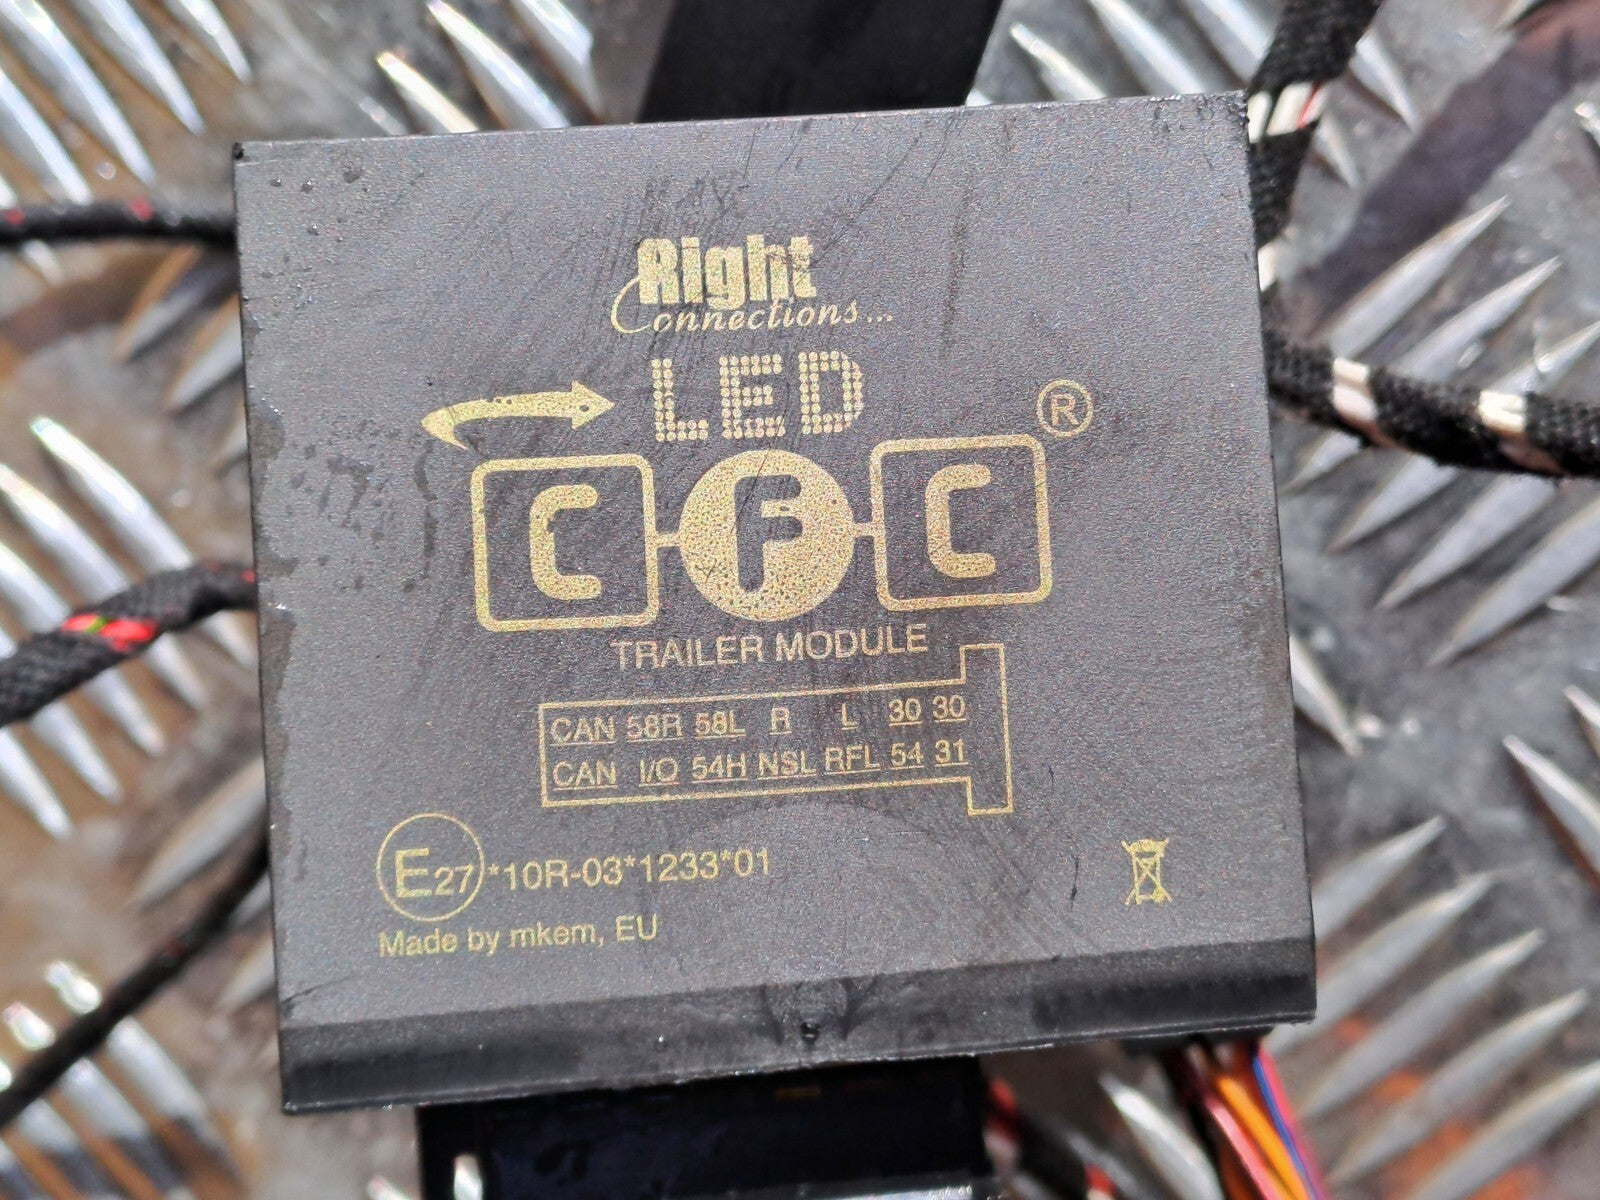 Right
Connections...
LED
CFC ®
TRAILER MODULE
CAN 58R 58L R L 30 30
CAN I/O 54H NSL RFL 54 31
E27 *10R-03*1233*01
Made by mkem, EU